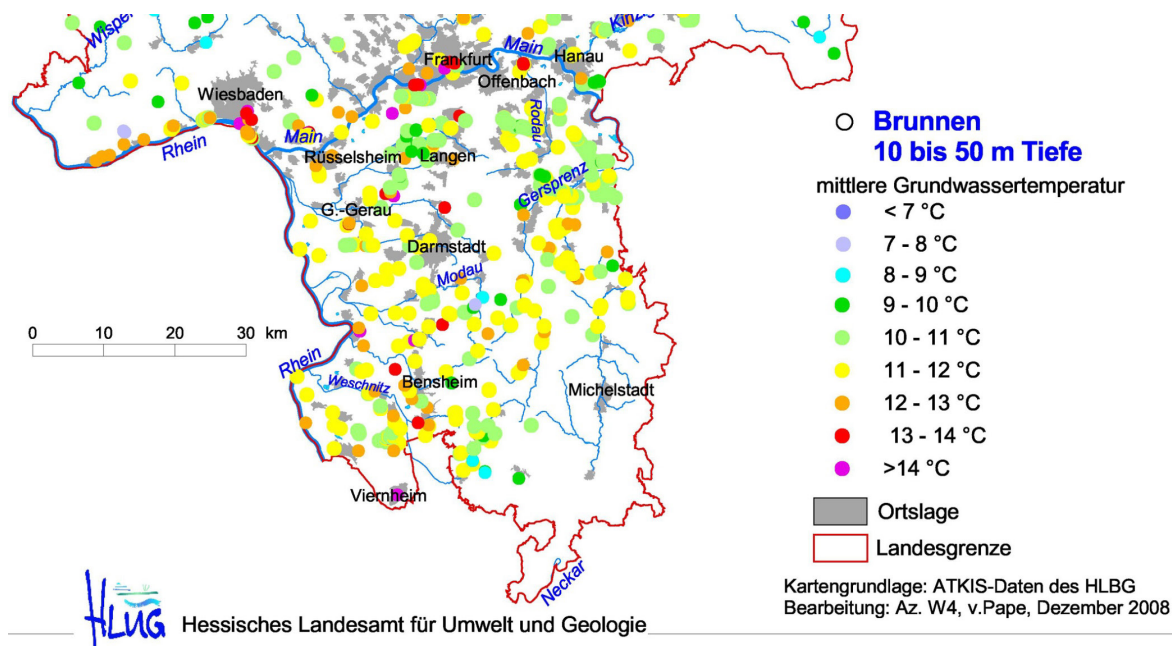 Wisper
Kinzig
Main
Frankfurt
Hanau
Offenbach
Wiesbaden
Rodau
Main
Rhein
Rüsselsheim
Langen
Gersprenz
G.-Gerau
Darmstadt
Modau
0 10 20 30 km
Rhein
Weschnitz
Bensheim
Michelstadt
Viernheim
Neckar
Brunnen
10 bis 50 m Tiefe
mittlere Grundwassertemperatur
< 7 °C
7 - 8 °C
8 - 9 °C
9 - 10 °C
10 - 11 °C
11 - 12 °C
12 - 13 °C
13 - 14 °C
>14 °C
Ortslage
Landesgrenze
Kartengrundlage: ATKIS-Daten des HLBG
Bearbeitung: Az. W4, v.Pape, Dezember 2008
HLUG
Hessisches Landesamt für Umwelt und Geologie